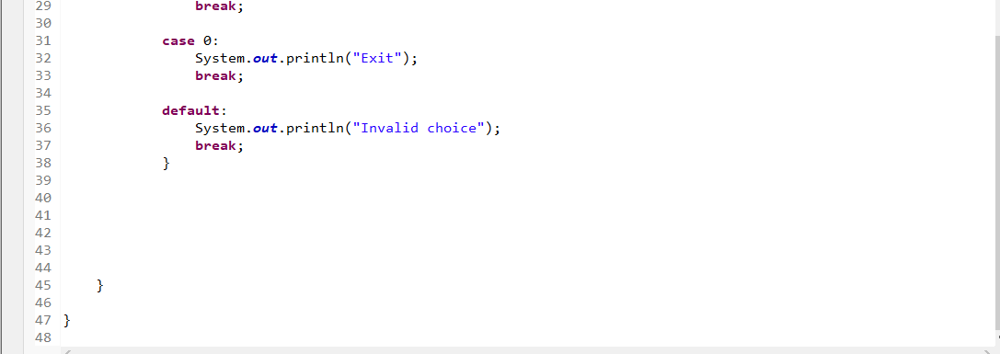 29                 break;
30
31             case 0:
32                 System.out.println("Exit");
33                 break;
34
35             default:
36                 System.out.println("Invalid choice");
37                 break;
38             }
39
40
41
42
43
44
45     }
46
47 }
48